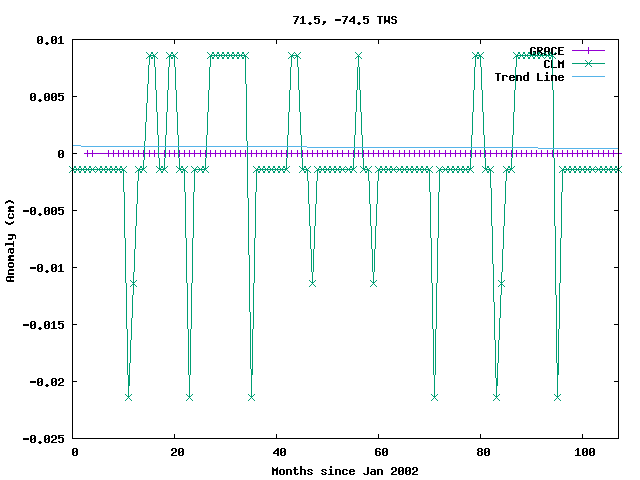 71.5, -74.5 TWS
0.01
GRACE
CLM
Trend Line
0.005
0
-0.005
Anomaly (cm)
-0.01
-0.015
-0.02
-0.025
0 20 40 60 80 100
Months since Jan 2002